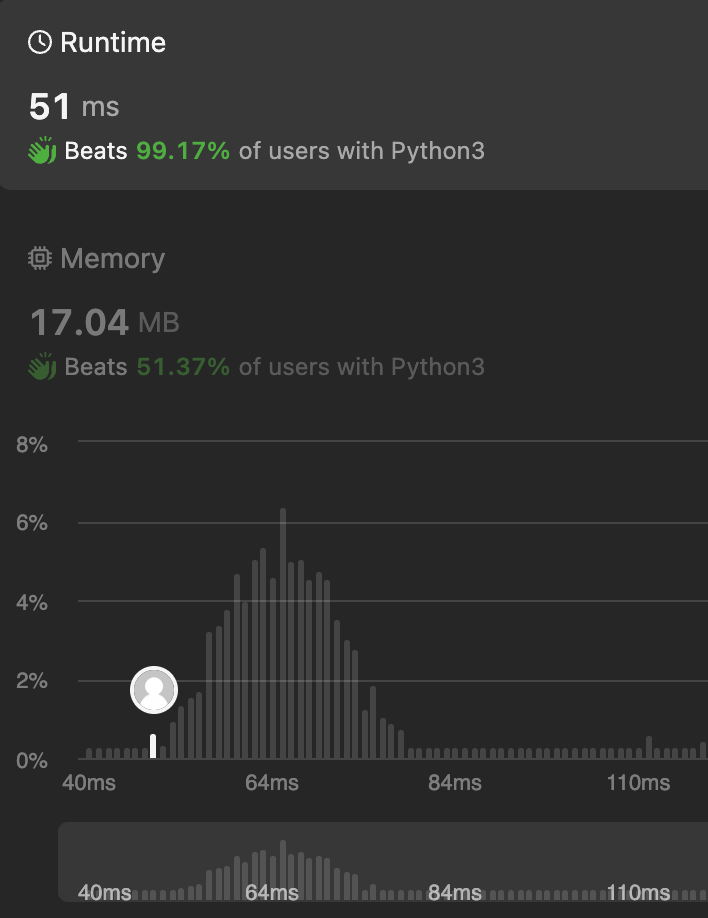 Runtime
51 ms
Beats 99.17% of users with Python3
Memory
17.04 MB
Beats 51.37% of users with Python3
8%
6%
4%
2%
0%
40ms 64ms 84ms 110ms
40ms 64ms 84ms 110ms